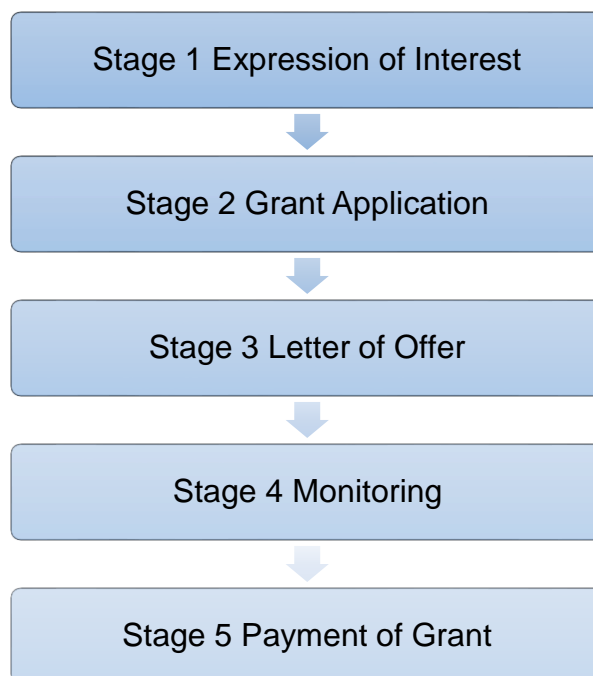 Stage 1 Expression of Interest
Stage 2 Grant Application
Stage 3 Letter of Offer
Stage 4 Monitoring
Stage 5 Payment of Grant